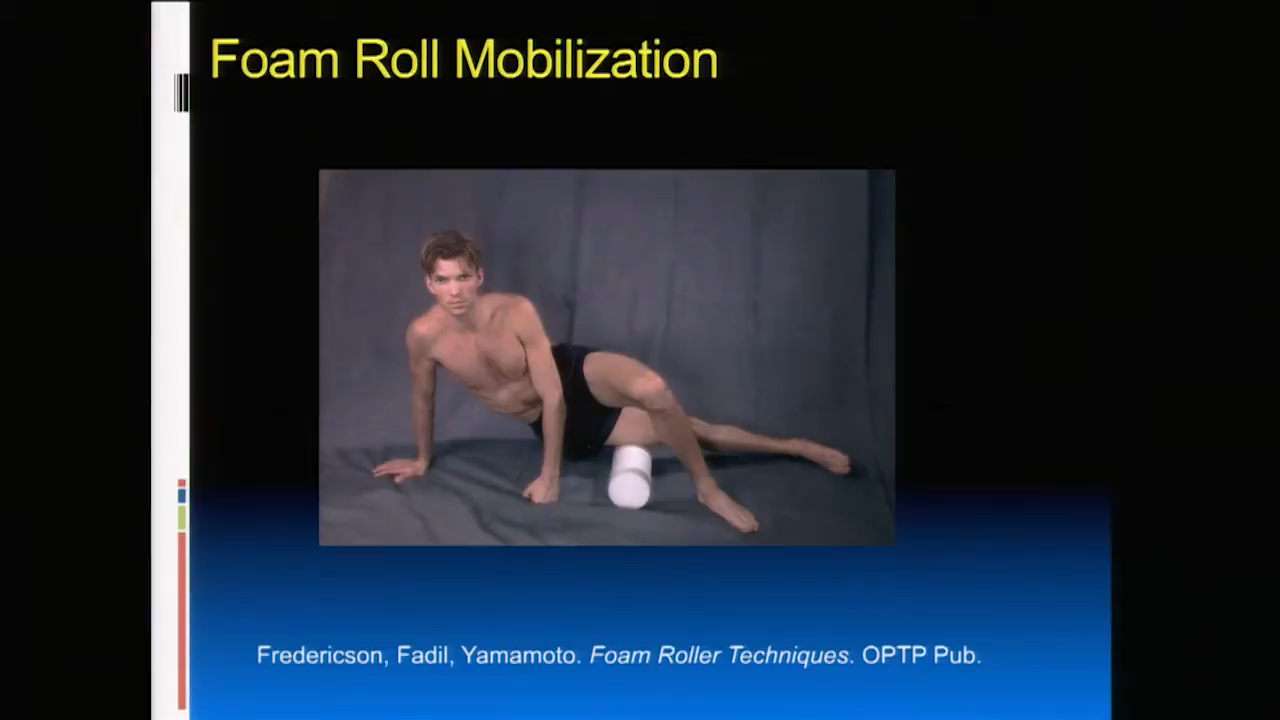 Foam Roll Mobilization
Fredericson, Fadil, Yamamoto. Foam Roller Techniques. OPTP Pub.